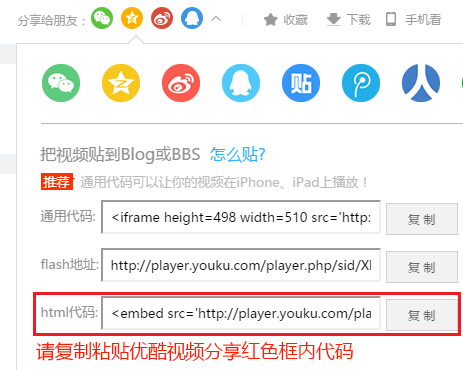 分享给朋友： 收藏 下载 手机看
贴
把视频贴到Blog或BBS 怎么贴?
推荐 通用代码可以让你的视频在iPhone、iPad上播放！
通用代码: <iframe height=498 width=510 src='http: 复 制
flash地址: http://player.youku.com/player.php/sid/XI 复 制
html代码: <embed src='http://player.youku.com/pla 复 制
请复制粘贴优酷视频分享红色框内代码